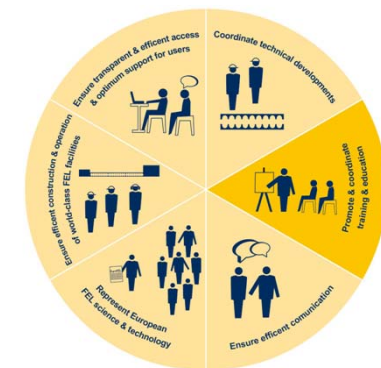 Ensure transparent & efficent access
& optimum support for users
Coordinate technical developments
Promote & coordinate
training & education
Ensure efficent comunication
Represent European
FEL science & technology
Ensure efficent construction & operation
of world-class FEL facilities